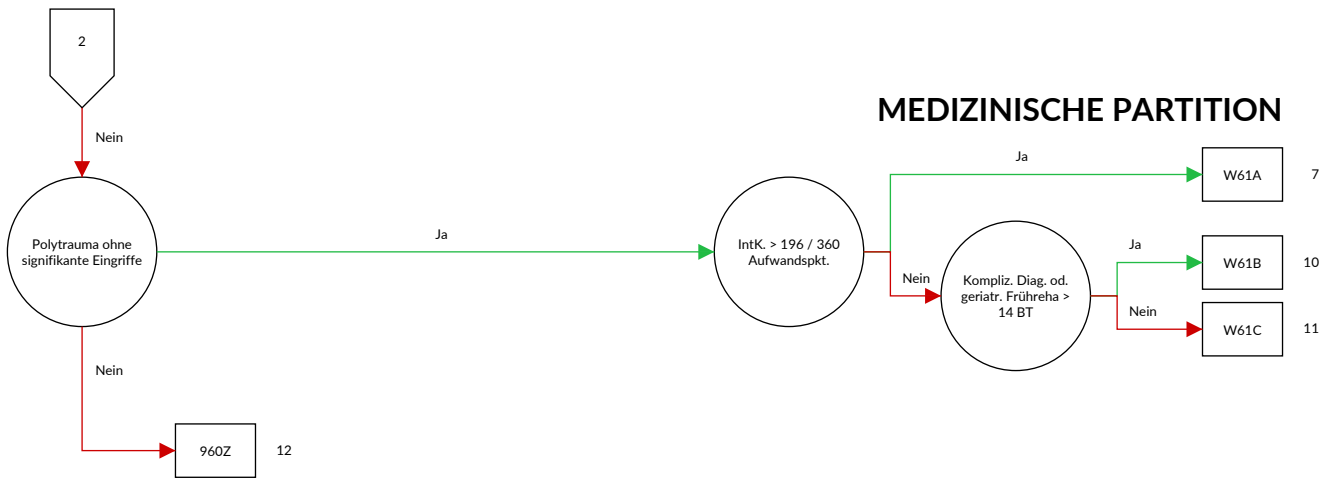 2
MEDIZINISCHE PARTITION
Nein
Ja
W61A
7
Polytrauma ohne
signifikante Eingriffe
Ja
IntK. > 196 / 360
Aufwandspkt.
Nein
Kompliz. Diag. od.
geriatr. Frühreha >
14 BT
Ja
W61B
10
Nein
W61C
11
Nein
960Z
12